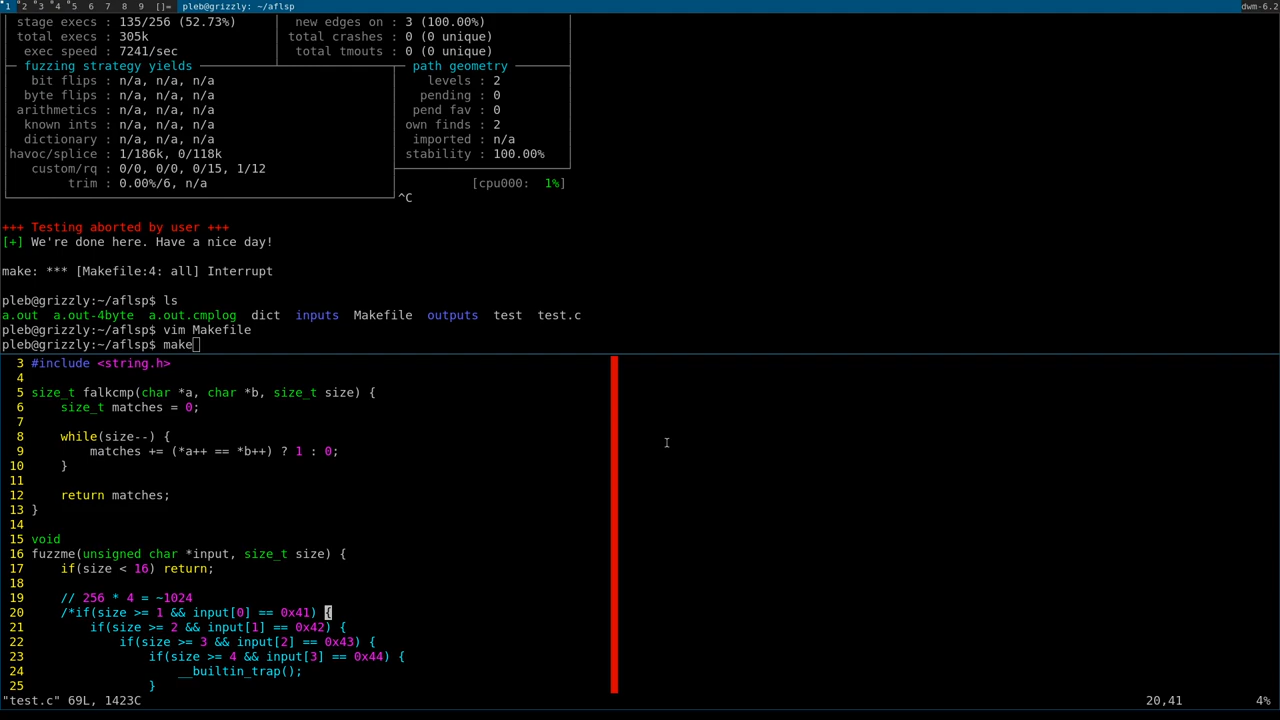 1 2 3 4 5 6 7 8 9 []= pleb@grizzly: ~/aflsp dwm-6.2
stage execs : 135/256 (52.73%) new edges on : 3 (100.00%)
total execs : 305k total crashes : 0 (0 unique)
exec speed : 7241/sec total tmouts : 0 (0 unique)
fuzzing strategy yields path geometry
bit flips : n/a, n/a, n/a levels : 2
byte flips : n/a, n/a, n/a pending : 0
arithmetics : n/a, n/a, n/a pend fav : 0
known ints : n/a, n/a, n/a own finds : 2
dictionary : n/a, n/a, n/a imported : n/a
havoc/splice : 1/186k, 0/118k stability : 100.00%
custom/rq : 0/0, 0/0, 0/15, 1/12
trim : 0.00%/6, n/a [cpu000: 1%]
^C
+++ Testing aborted by user +++
[+] We're done here. Have a nice day!
make: *** [Makefile:4: all] Interrupt
pleb@grizzly:~/aflsp$ ls
a.out a.out-4byte a.out.cmplog dict inputs Makefile outputs test test.c
pleb@grizzly:~/aflsp$ vim Makefile
pleb@grizzly:~/aflsp$ make
3 #include <string.h>
4
5 size_t falkcmp(char *a, char *b, size_t size) {
6 size_t matches = 0;
7
8 while(size--) {
9 matches += (*a++ == *b++) ? 1 : 0;
10 }
11
12 return matches;
13 }
14
15 void
16 fuzzme(unsigned char *input, size_t size) {
17 if(size < 16) return;
18
19 // 256 * 4 = ~1024
20 /*if(size >= 1 && input[0] == 0x41) {
21 if(size >= 2 && input[1] == 0x42) {
22 if(size >= 3 && input[2] == 0x43) {
23 if(size >= 4 && input[3] == 0x44) {
24 __builtin_trap();
25 }
"test.c" 69L, 1423C 20,41 4%